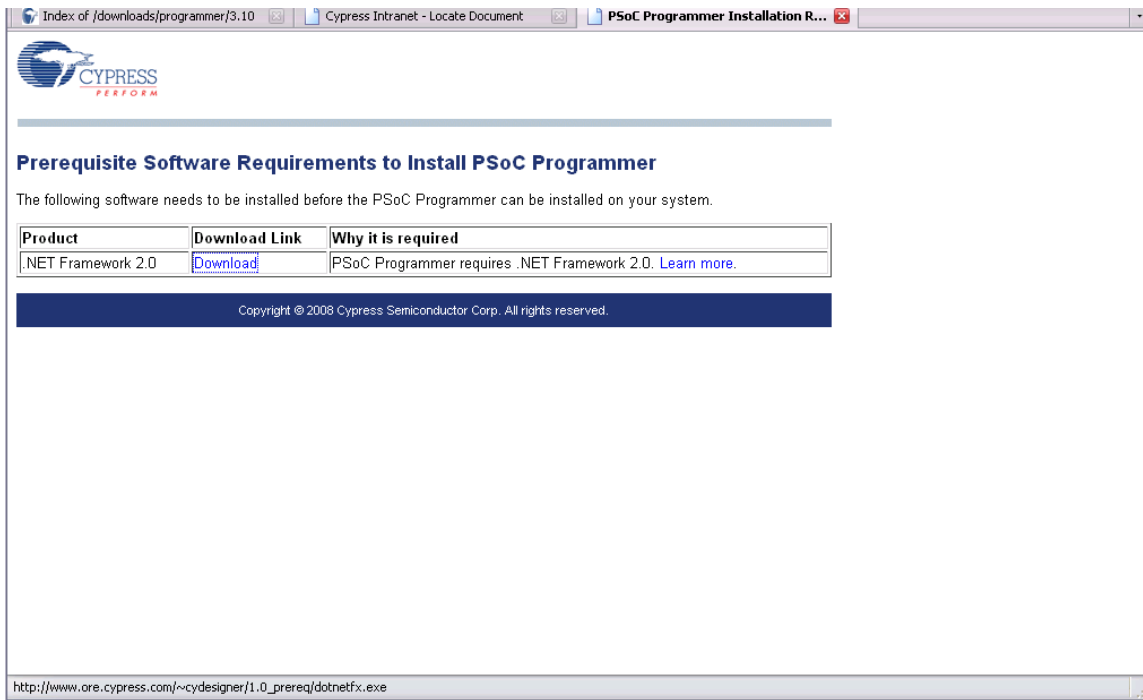 Index of /downloads/programmer/3.10 Cypress Intranet - Locate Document PSoC Programmer Installation R...
CYPRESS
PERFORM
Prerequisite Software Requirements to Install PSoC Programmer
The following software needs to be installed before the PSoC Programmer can be installed on your system.
Product Download Link Why it is required
.NET Framework 2.0 Download PSoC Programmer requires .NET Framework 2.0. Learn more.
Copyright © 2008 Cypress Semiconductor Corp. All rights reserved.
http://www.ore.cypress.com/~cydesigner/1.0_prereq/dotnetfx.exe